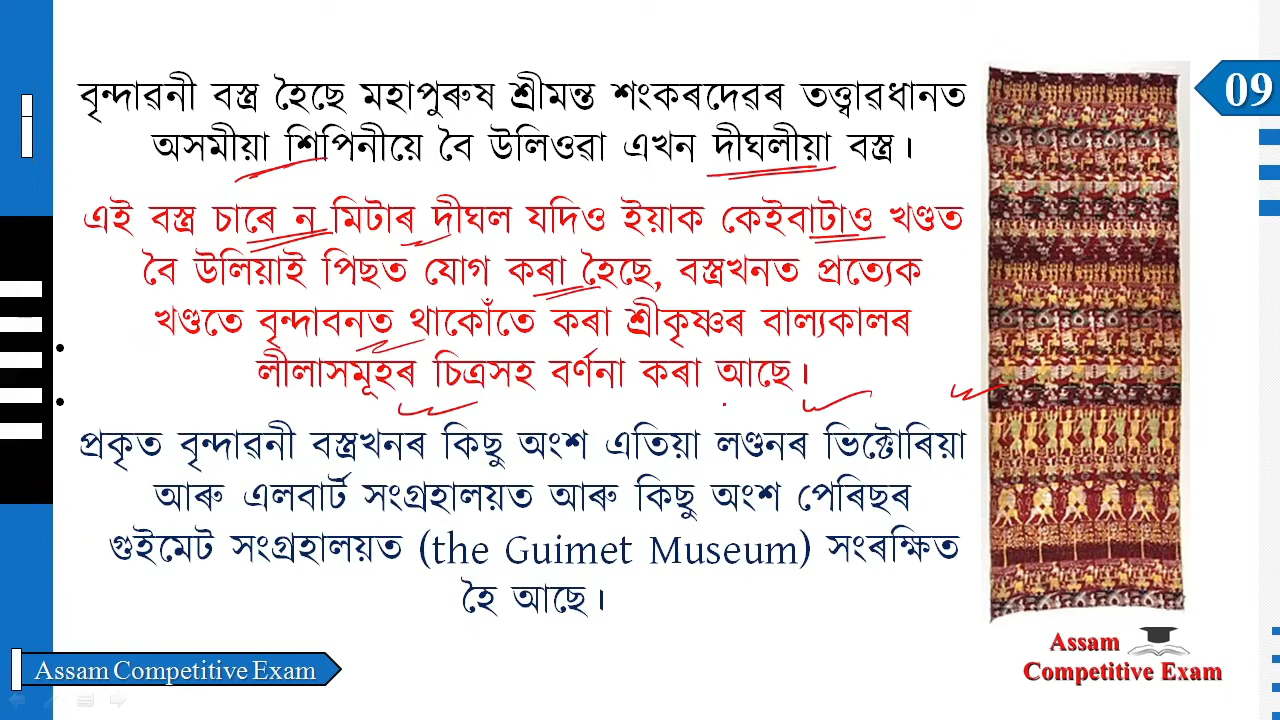 বৃন্দাৱনী বস্ত্ৰ হৈছে মহাপুৰুষ শ্ৰীমন্ত শংকৰদেৱৰ তত্ত্বাৱধানত
অসমীয়া শিপিনীয়ে বৈ উলিওৱা এখন দীঘলীয়া বস্ত্ৰ।
এই বস্ত্ৰ চাৰে ন মিটাৰ দীঘল যদিও ইয়াক কেইবাটাও খণ্ডত
বৈ উলিয়াই পিছত যোগ কৰা হৈছে, বস্ত্ৰখনত প্ৰত্যেক
খণ্ডতে বৃন্দাবনত থাকোঁতে কৰা শ্ৰীকৃষ্ণৰ বাল্যকালৰ
লীলাসমূহৰ চিত্ৰসহ বৰ্ণনা কৰা আছে।
প্ৰকৃত বৃন্দাৱনী বস্ত্ৰখনৰ কিছু অংশ এতিয়া লণ্ডনৰ ভিক্টোৰিয়া
আৰু এলবাৰ্ট সংগ্ৰহালয়ত আৰু কিছু অংশ পেৰিছৰ
গুইমেট সংগ্ৰহালয়ত (the Guimet Museum) সংৰক্ষিত
হৈ আছে।
09
Assam
Competitive Exam
Assam Competitive Exam